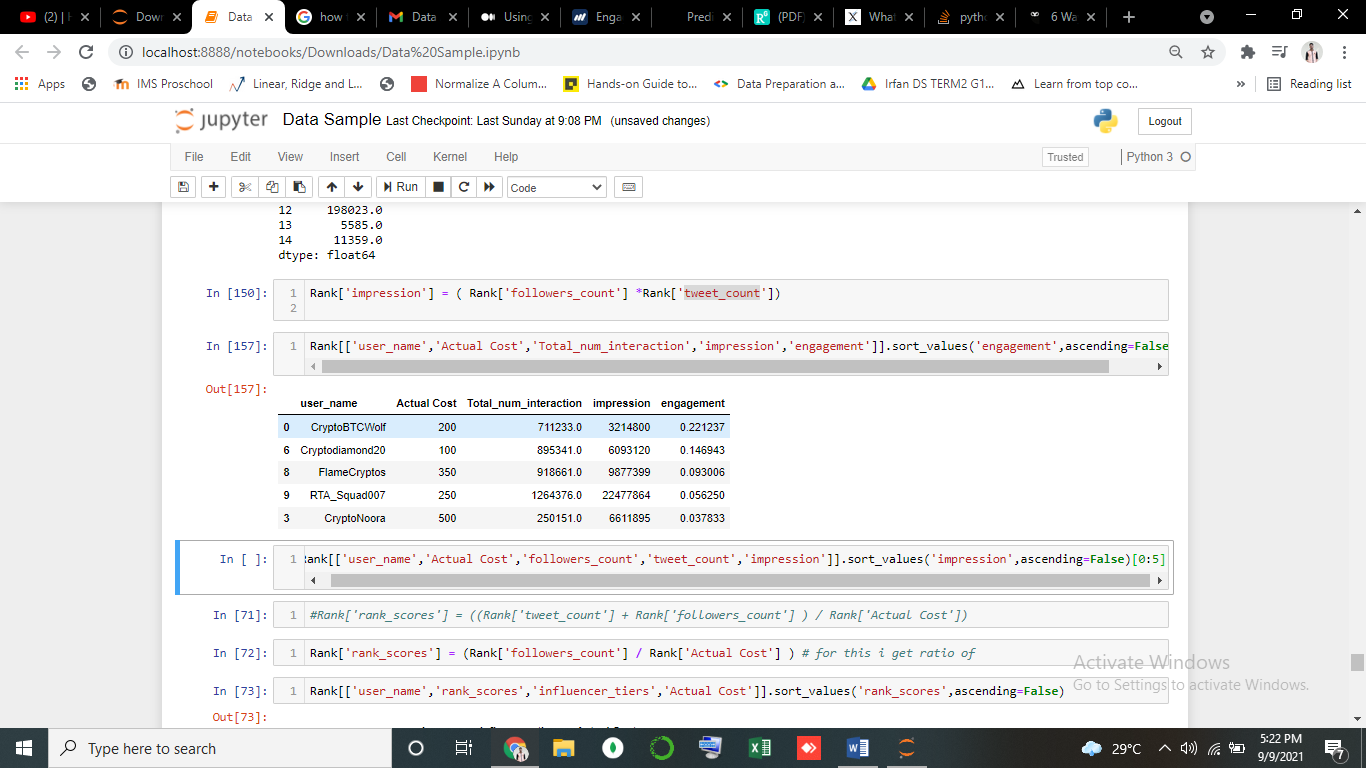 (2) | Dow Data how Data Using Enga Predi (PDF) What pyth 6 Wa
localhost:8888/notebooks/Downloads/Data%20Sample.ipynb
Apps IMS Proschool Linear, Ridge and L... Normalize A Colum... Hands-on Guide to... Data Preparation a... Irfan DS TERM2 G1... Learn from top co... » Reading list
jupyter Data Sample Last Checkpoint: Last Sunday at 9:08 PM (unsaved changes) Logout
File Edit View Insert Cell Kernel Help Trusted | Python 3
Run Code
12 198023.0
13 5585.0
14 11359.0
dtype: float64
In [150]: 1 Rank['impression'] = ( Rank['followers_count'] *Rank['tweet_count'])
2
In [157]: 1 Rank[['user_name','Actual Cost','Total_num_interaction','impression','engagement']].sort_values('engagement',ascending=False
Out[157]:
user_name Actual Cost Total_num_interaction impression engagement
0 CryptoBTCWolf 200 711233.0 3214800 0.221237
6 Cryptodiamond20 100 895341.0 6093120 0.146943
8 FlameCryptos 350 918661.0 9877399 0.093006
9 RTA_Squad007 250 1264376.0 22477864 0.056250
3 CryptoNoora 500 250151.0 6611895 0.037833
In [ ]: 1 ank[['user_name','Actual Cost','followers_count','tweet_count','impression']].sort_values('impression',ascending=False)[0:5]
In [71]: 1 #Rank['rank_scores'] = ((Rank['tweet_count'] + Rank['followers_count'] ) / Rank['Actual Cost'])
In [72]: 1 Rank['rank_scores'] = (Rank['followers_count'] / Rank['Actual Cost'] ) # for this i get ratio of
In [73]: 1 Rank[['user_name','rank_scores','influencer_tiers','Actual Cost']].sort_values('rank_scores',ascending=False)
Out[73]:
Activate Windows
Go to Settings to activate Windows.
Type here to search 29°C 5:22 PM
9/9/2021 7